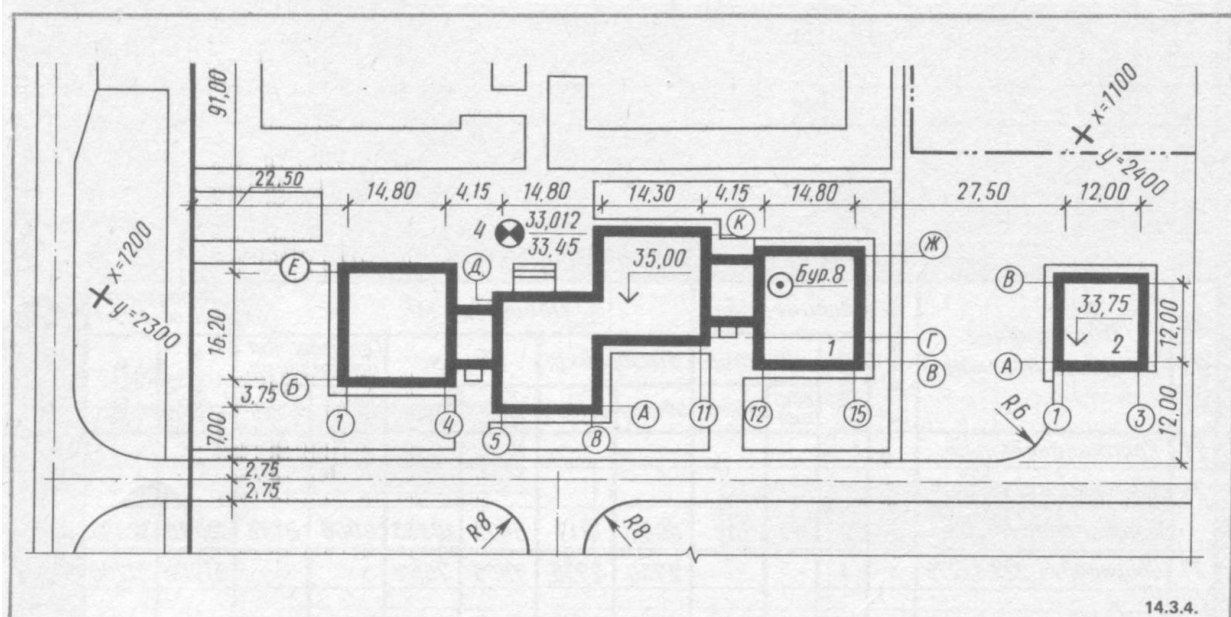 91,00
x=1100
y=2400
22,50
14,80 4,15 14,80 14,30 4,15 14,80 27,50 12,00
4 33,012
33,45
К
Ж
Е
Д
35,00
Бур.8
В
x=1200
y=2300
33,75
12,00
16,20
1
Г
2
Б
В
А
3,75
1 4 5 8 А 11 12 15 R6 1 3
12,00
7,00
2,75
2,75
R8 R8
14.3.4.